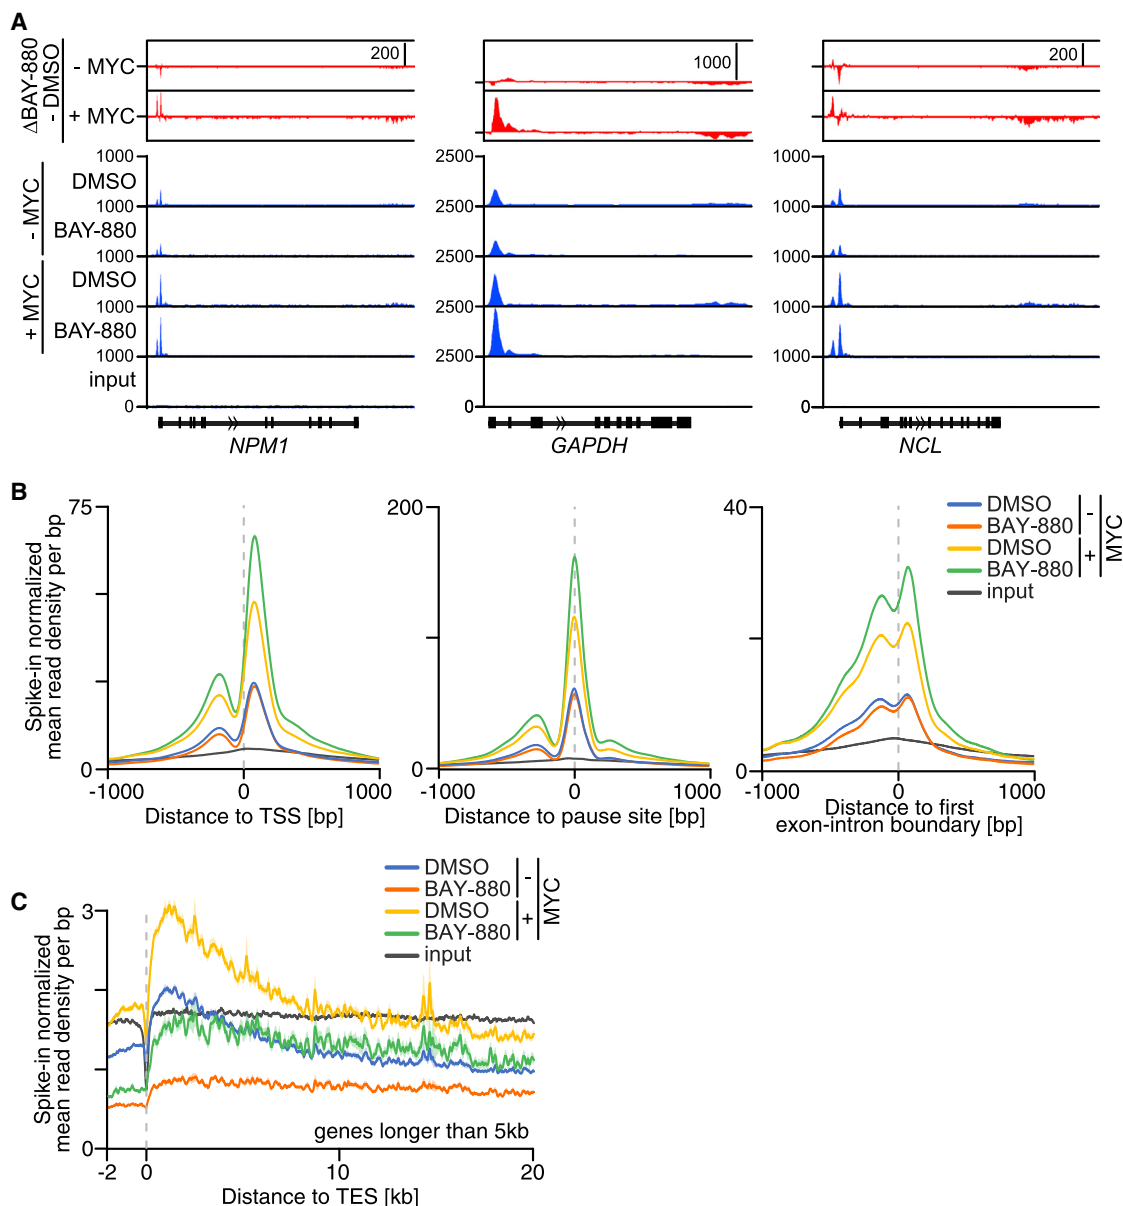 A
ΔBAY-880
- DMSO
- MYC
+ MYC
200
1000
200
- MYC
DMSO
BAY-880
+ MYC
DMSO
BAY-880
input
1000
1000
1000
1000
1000
0
2500
2500
2500
2500
2500
0
1000
1000
1000
1000
1000
0
NPM1
GAPDH
NCL
B
Spike-in normalized
mean read density per bp
75
0
-1000
0
1000
Distance to TSS [bp]
200
0
-1000
0
1000
Distance to pause site [bp]
40
0
-1000
0
1000
Distance to first
exon-intron boundary [bp]
DMSO
BAY-880
DMSO
BAY-880
input
-
+
MYC
C
Spike-in normalized
mean read density per bp
3
0
-2
0
10
20
Distance to TES [kb]
genes longer than 5kb
DMSO
BAY-880
DMSO
BAY-880
input
-
+
MYC